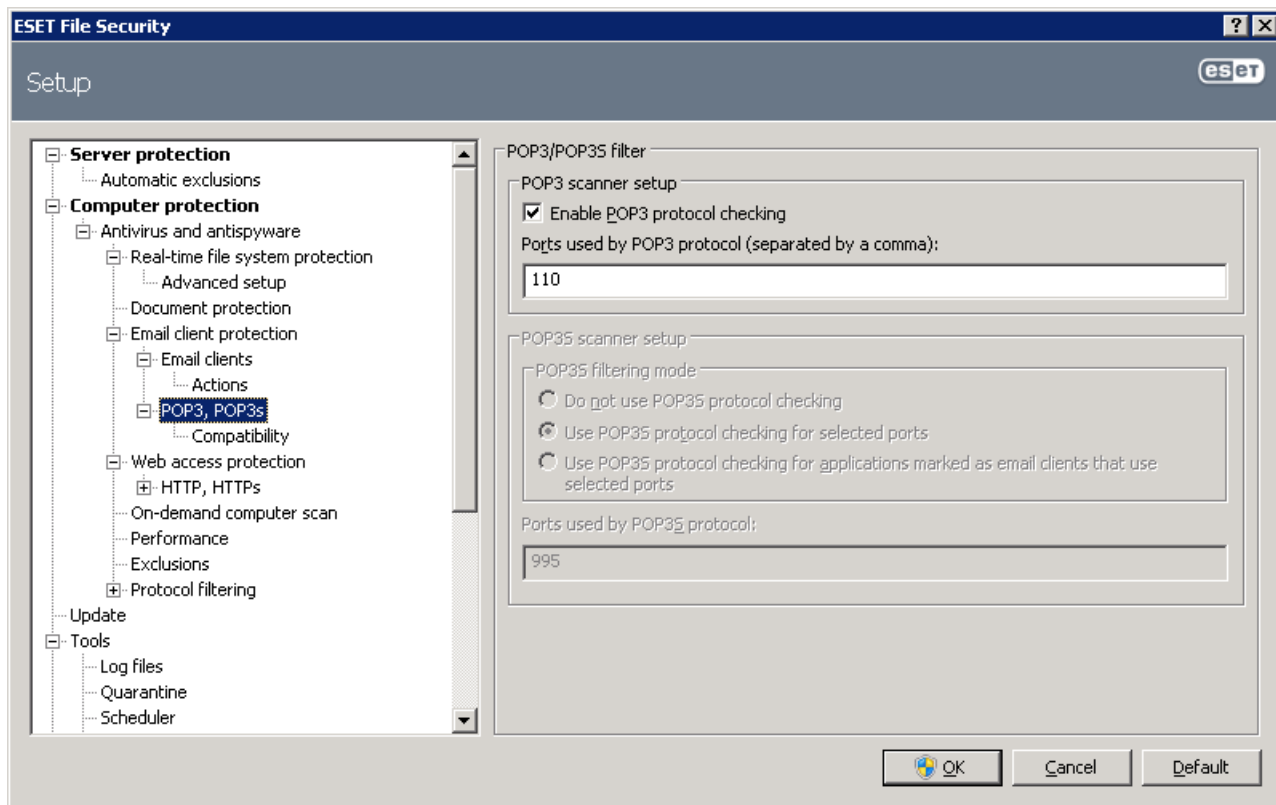 ESET File Security
Setup
eset
Server protection
Automatic exclusions
Computer protection
Antivirus and antispyware
Real-time file system protection
Advanced setup
Document protection
Email client protection
Email clients
Actions
POP3, POP3s
Compatibility
Web access protection
HTTP, HTTPs
On-demand computer scan
Performance
Exclusions
Protocol filtering
Update
Tools
Log files
Quarantine
Scheduler
POP3/POP3S filter
POP3 scanner setup
Enable POP3 protocol checking
Ports used by POP3 protocol (separated by a comma):
110
POP3S scanner setup
POP3S filtering mode
Do not use POP3S protocol checking
Use POP3S protocol checking for selected ports
Use POP3S protocol checking for applications marked as email clients that use
selected ports
Ports used by POP3S protocol:
995
OK
Cancel
Default